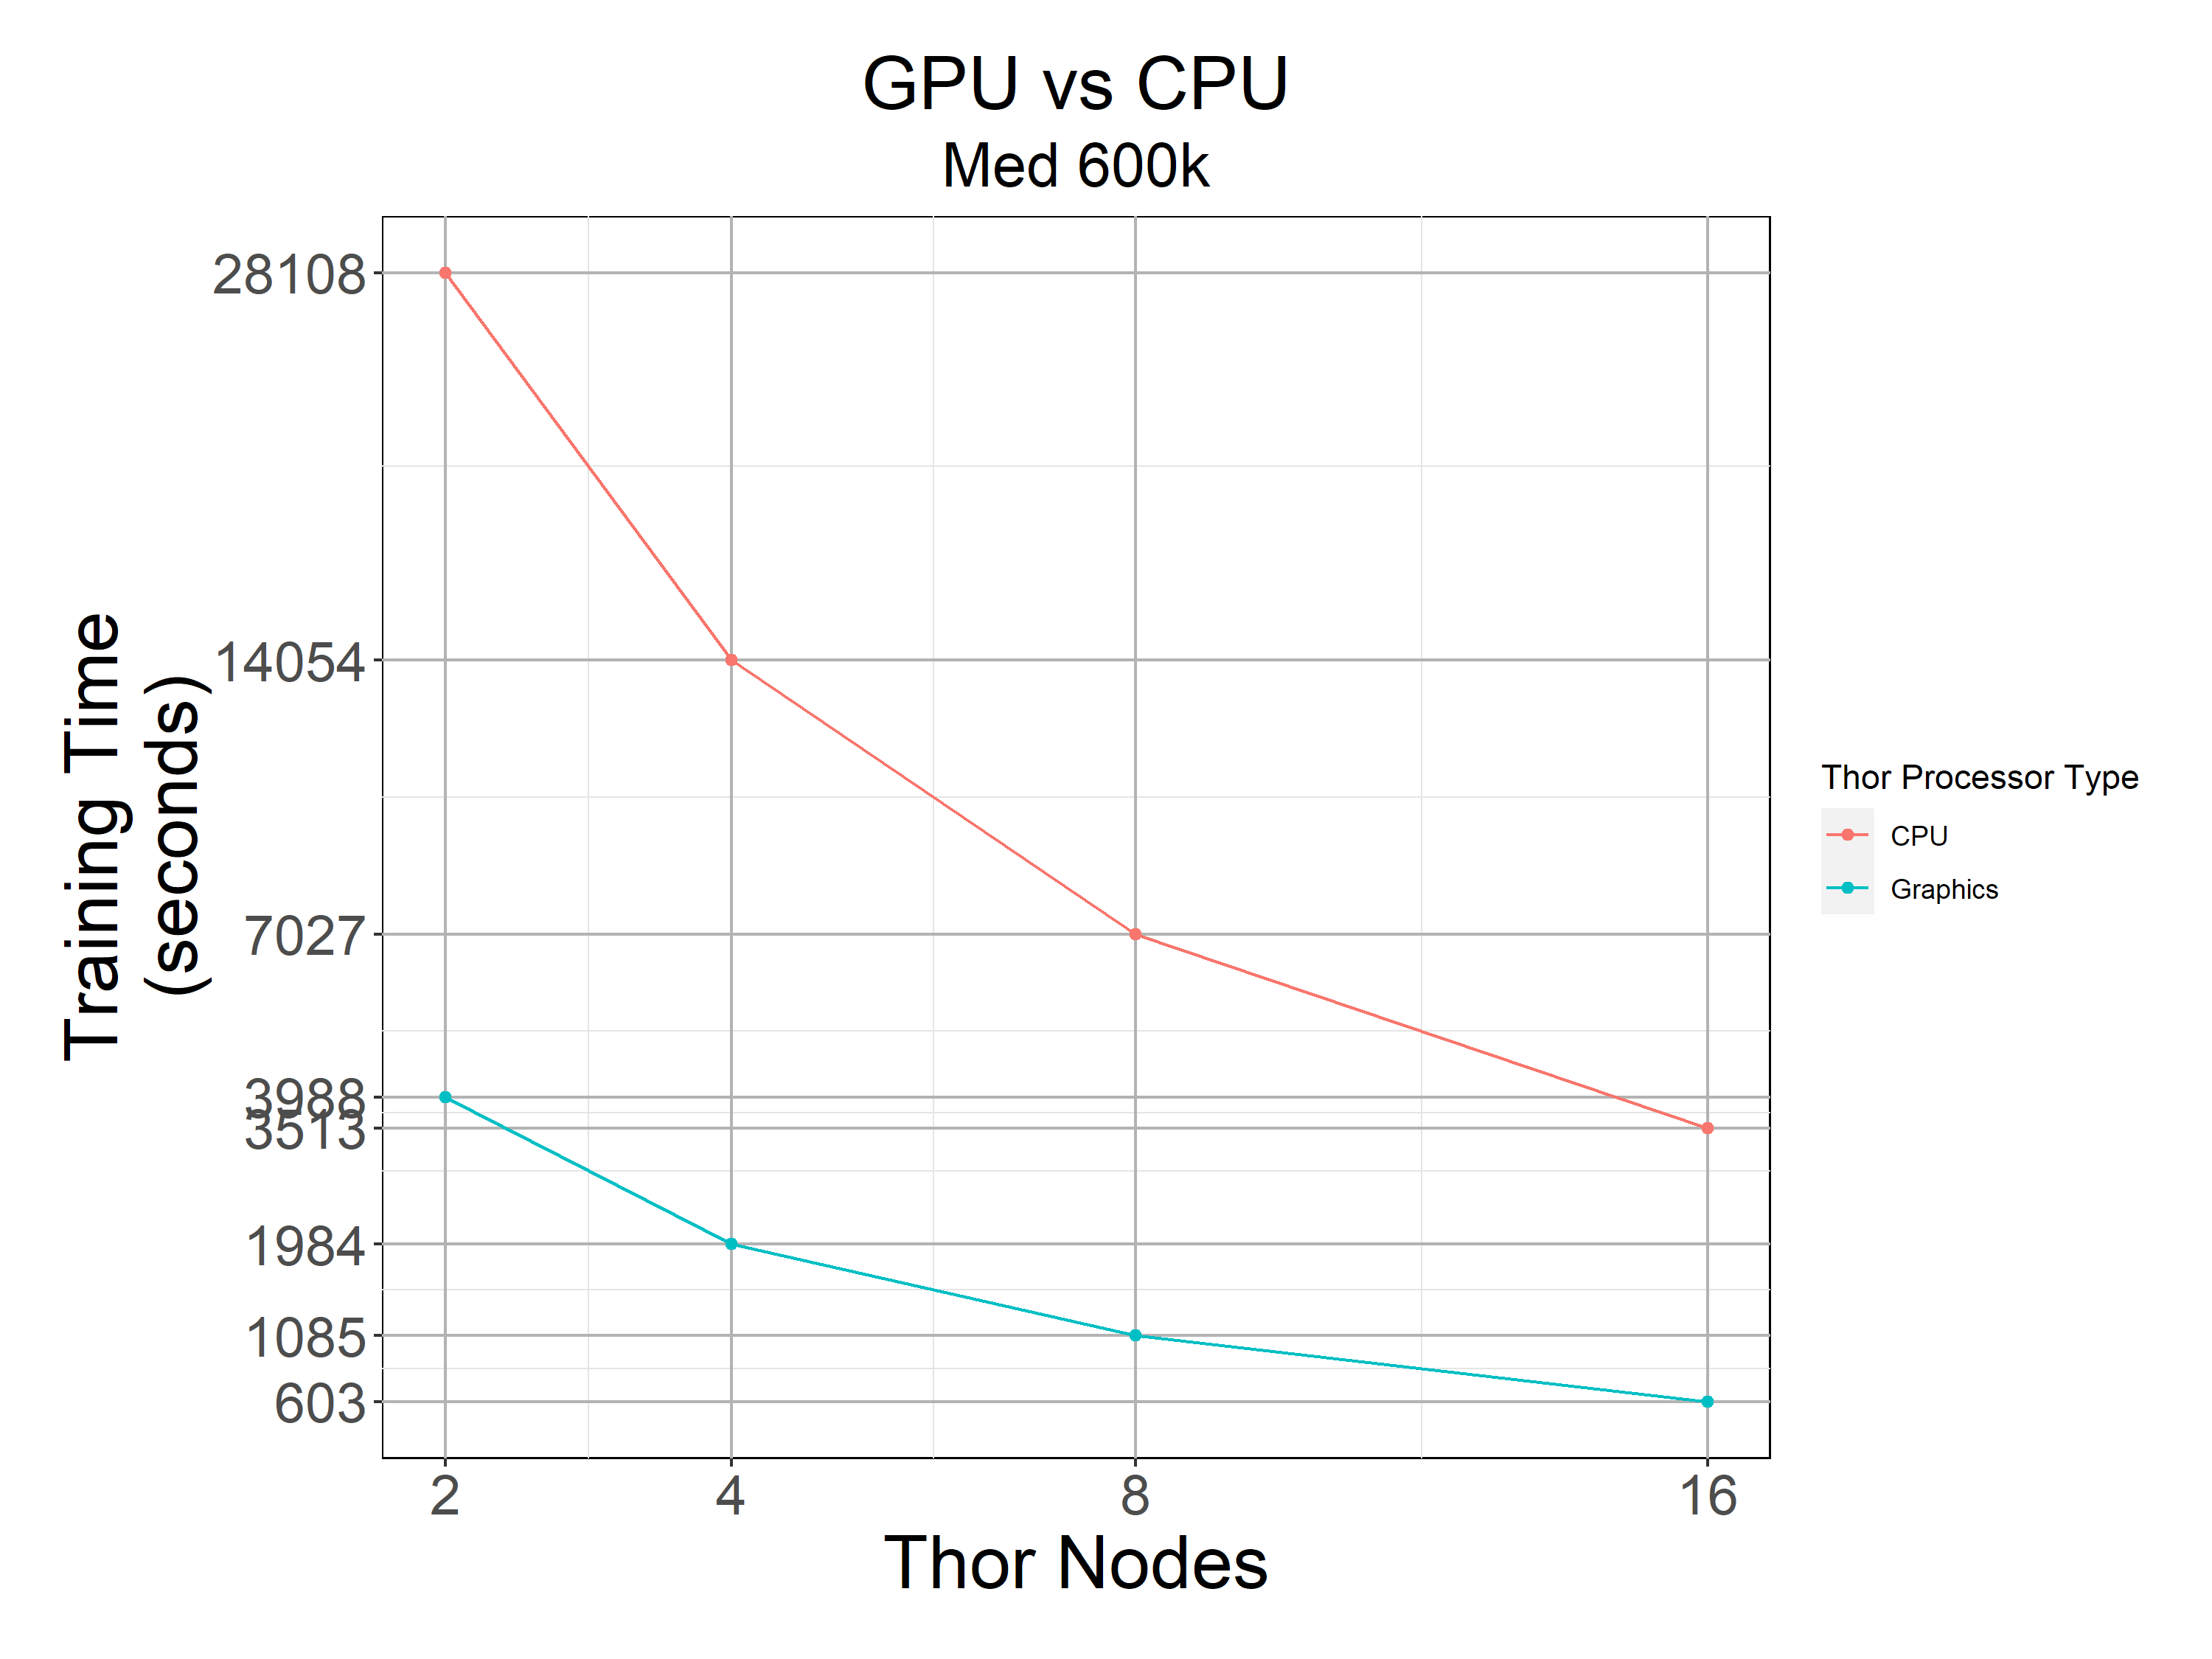 GPU vs CPU
Med 600k
Training Time
(seconds)
28108
14054
7027
3988
3513
1984
1085
603
2 4 8 16
Thor Nodes
Thor Processor Type
CPU
Graphics